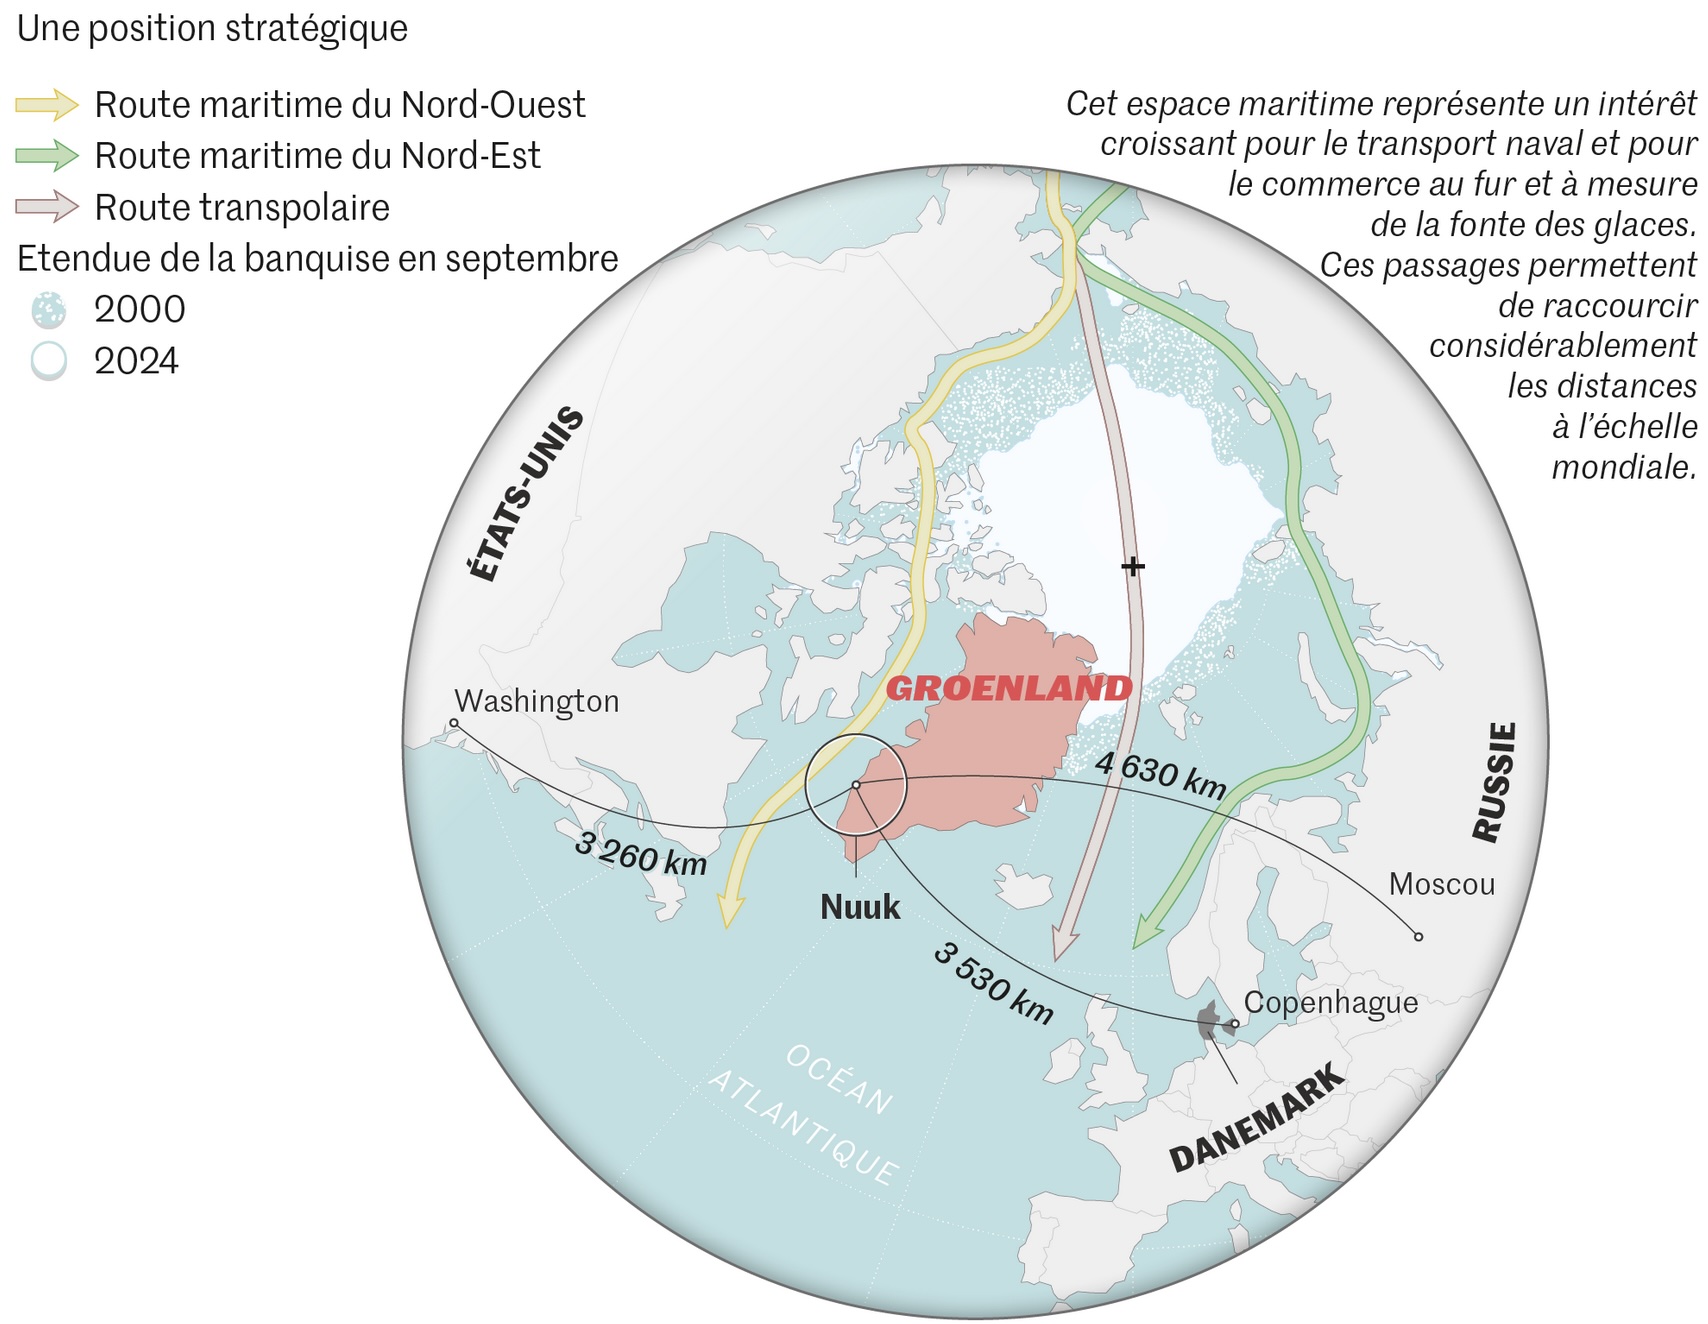 Une position stratégique
Route maritime du Nord-Ouest
Route maritime du Nord-Est
Route transpolaire
Etendue de la banquise en septembre
2000
2024
Cet espace maritime représente un intérêt
croissant pour le transport naval et pour
le commerce au fur et à mesure
de la fonte des glaces.
Ces passages permettent
de raccourcir
considérablement
les distances
à l’échelle
mondiale.
ÉTATS-UNIS
GROENLAND
Washington
RUSSIE
4 630 km
3 260 km
Moscou
Nuuk
3 530 km
Copenhague
OCÉAN
ATLANTIQUE
DANEMARK